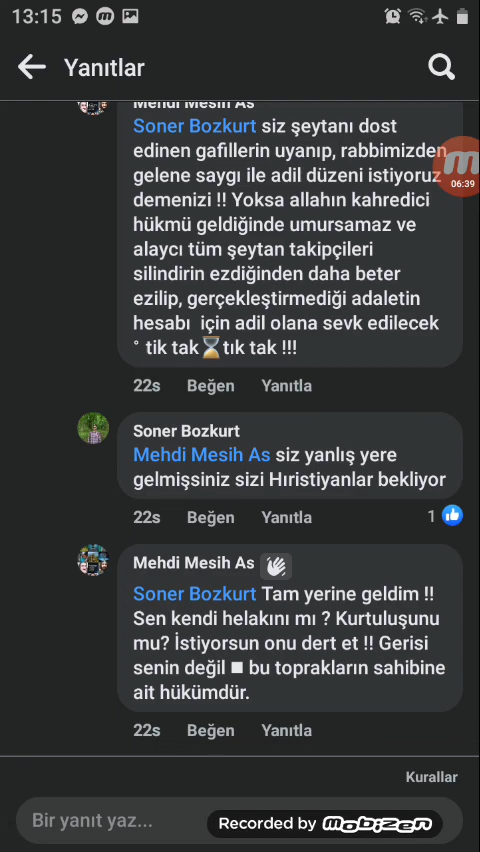 13:15
Yanıtlar
Mehdi Mesih As
Soner Bozkurt siz şeytanı dost
edinen gafillerin uyanıp, rabbimizden
gelene saygı ile adil düzeni istiyoruz
demenizi !! Yoksa allahın kahredici
hükmü geldiğinde umursamaz ve
alaycı tüm şeytan takipçileri
silindirin ezdiğinden daha beter
ezilip, gerçekleştirmediği adaletin
hesabı için adil olana sevk edilecek
° tik tak⏳tık tak !!!
06:39
22s Beğen Yanıtla
Soner Bozkurt
Mehdi Mesih As siz yanlış yere
gelmişsiniz sizi Hıristiyanlar bekliyor
22s Beğen Yanıtla 1
Mehdi Mesih As 👋
Soner Bozkurt Tam yerine geldim !!
Sen kendi helakını mı ? Kurtuluşunu
mu? İstiyorsun onu dert et !! Gerisi
senin değil ■ bu toprakların sahibine
ait hükümdür.
22s Beğen Yanıtla
Kurallar
Bir yanıt yaz...
Recorded by mobizen